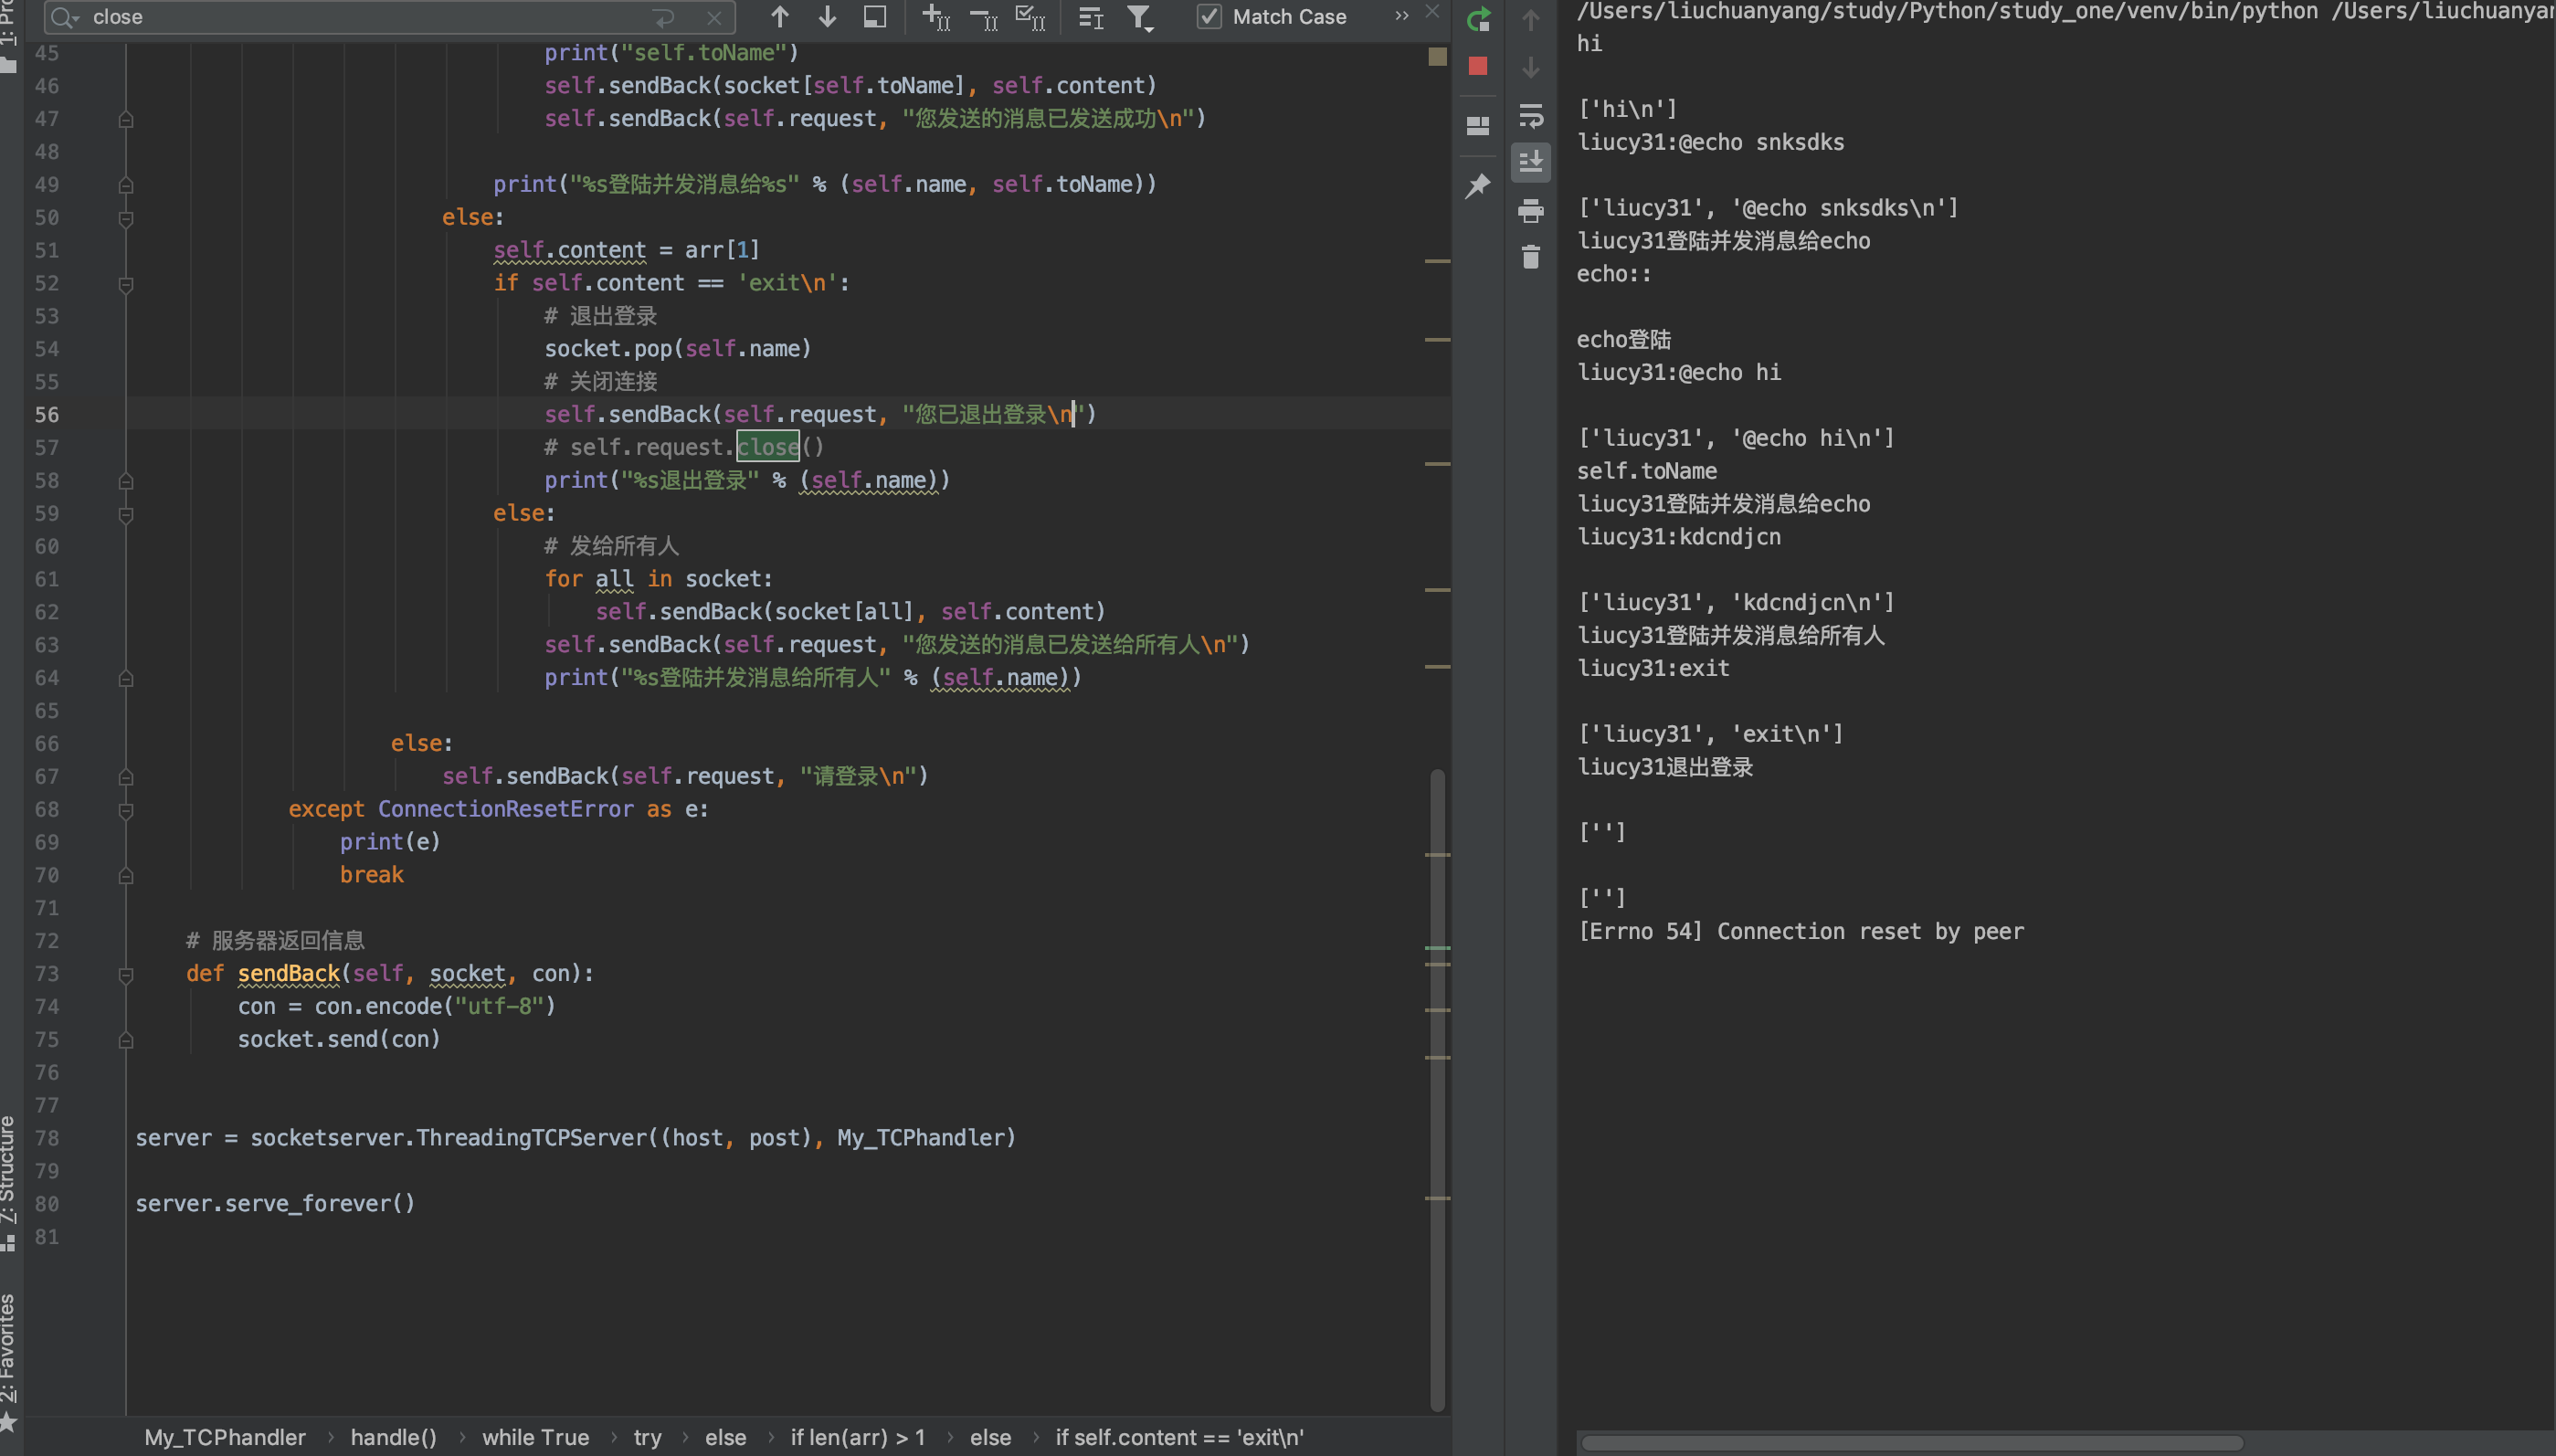 close
Match Case
45 print("self.toName")
46 self.sendBack(socket[self.toName], self.content)
47 self.sendBack(self.request, "您发送的消息已发送成功\n")
48
49 print("%s登陆并发消息给%s" % (self.name, self.toName))
50 else:
51 self.content = arr[1]
52 if self.content == 'exit\n':
53 # 退出登录
54 socket.pop(self.name)
55 # 关闭连接
56 self.sendBack(self.request, "您已退出登录\n")
57 # self.request.close()
58 print("%s退出登录" % (self.name))
59 else:
60 # 发给所有人
61 for all in socket:
62 self.sendBack(socket[all], self.content)
63 self.sendBack(self.request, "您发送的消息已发送给所有人\n")
64 print("%s登陆并发消息给所有人" % (self.name))
65
66 else:
67 self.sendBack(self.request, "请登录\n")
68 except ConnectionResetError as e:
69 print(e)
70 break
71
72 # 服务器返回信息
73 def sendBack(self, socket, con):
74 con = con.encode("utf-8")
75 socket.send(con)
76
77
78 server = socketserver.ThreadingTCPServer((host, post), My_TCPhandler)
79
80 server.serve_forever()
81
My_TCPhandler › handle() › while True › try › else › if len(arr) > 1 › else › if self.content == 'exit\n'
1: Pro
7: Structure
2: Favorites
/Users/liuchuanyang/study/Python/study_one/venv/bin/python /Users/liuchuanyan
hi
['hi\n']
liucy31:@echo snksdks
['liucy31', '@echo snksdks\n']
liucy31登陆并发消息给echo
echo::
echo登陆
liucy31:@echo hi
['liucy31', '@echo hi\n']
self.toName
liucy31登陆并发消息给echo
liucy31:kdcndjcn
['liucy31', 'kdcndjcn\n']
liucy31登陆并发消息给所有人
liucy31:exit
['liucy31', 'exit\n']
liucy31退出登录
['']
['']
[Errno 54] Connection reset by peer